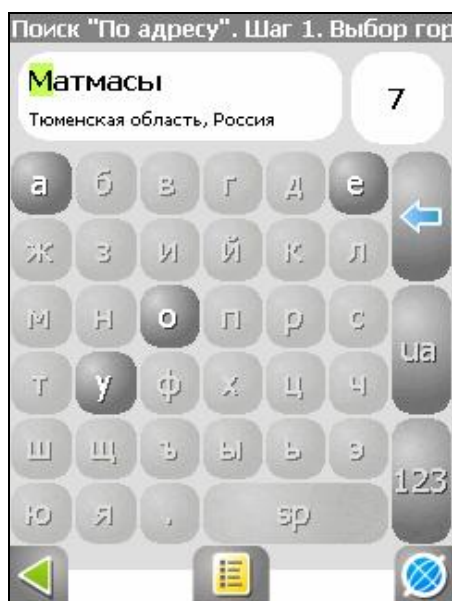 Поиск "По адресу". Шаг 1. Выбор гор
Матмасы
7
Тюменская область, Россия
а б в г д е
ж з и й к л
м н о п р с
ua
т у ф х ц ч
ш щ ъ ы ь э
123
ю я . sp